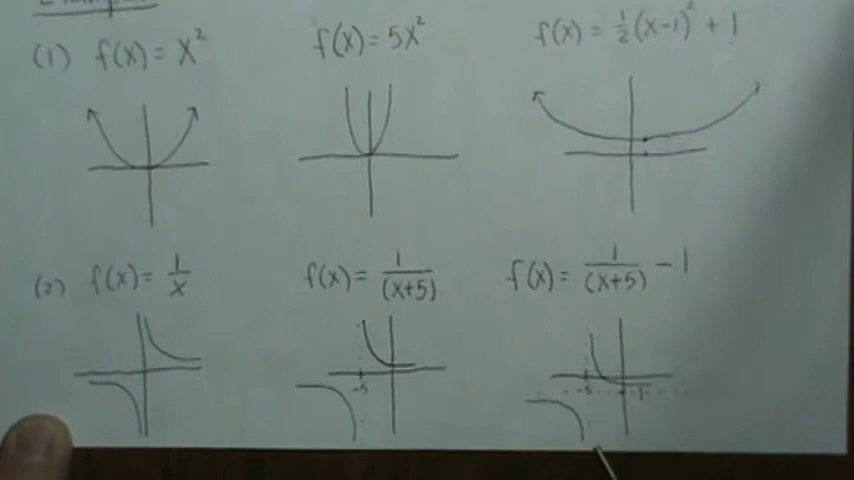 (1) f(x) = x² f(x) = 5x² f(x) = ½(x-1)² + 1
(2) f(x) = 1/x f(x) = 1/(x+5) f(x) = 1/(x+5) - 1
-5 -5 -1